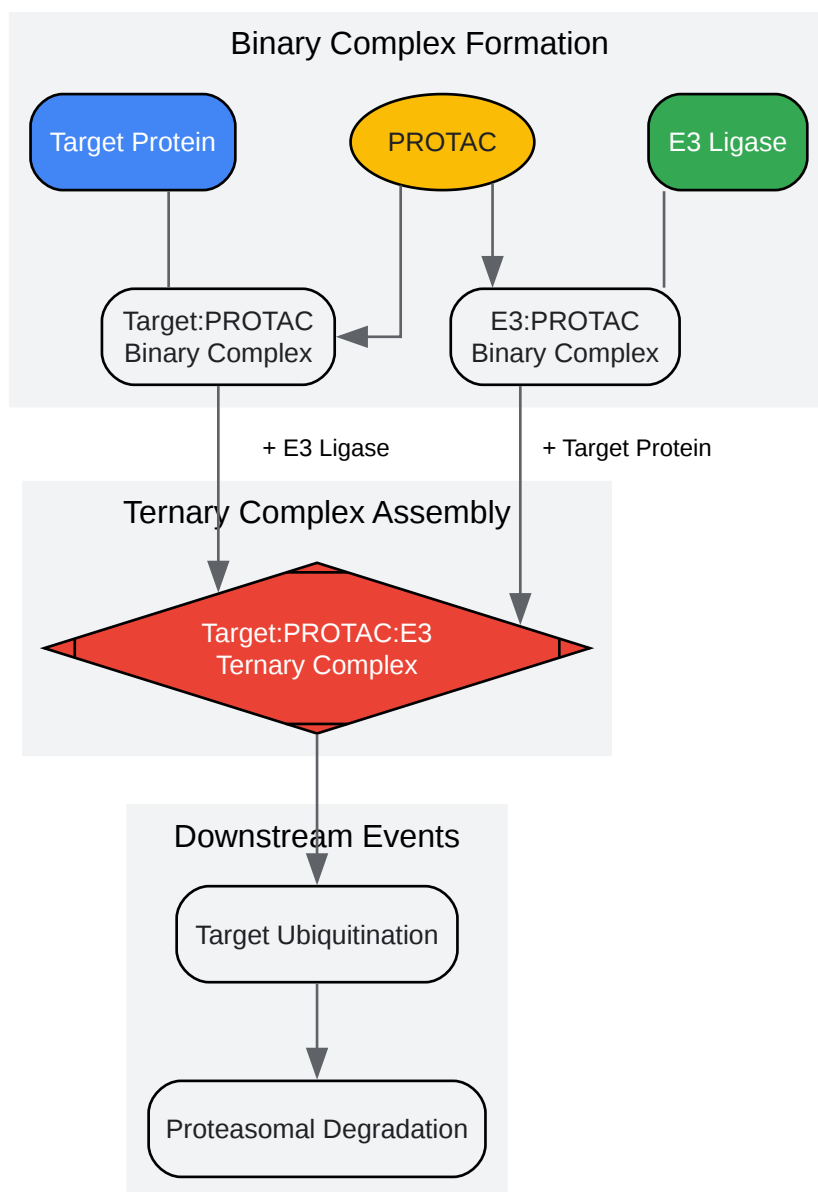 Binary Complex Formation
Target Protein
PROTAC
E3 Ligase
Target:PROTAC
Binary Complex
E3:PROTAC
Binary Complex
+ E3 Ligase
+ Target Protein
Ternary Complex Assembly
Target:PROTAC:E3
Ternary Complex
Downstream Events
Target Ubiquitination
Proteasomal Degradation